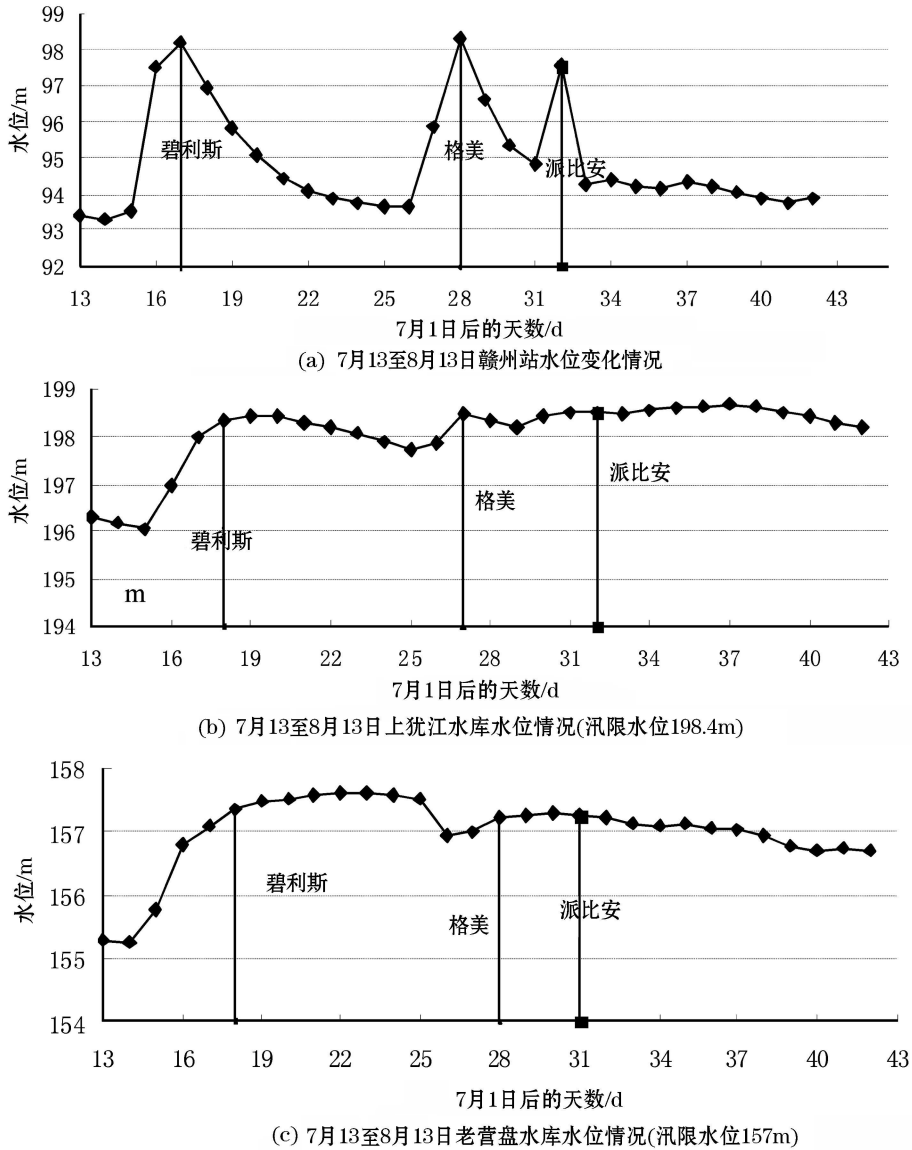 99
98
97
96
95
94
93
92
水位/m
碧利斯
格美
派比安
13 16 19 22 25 28 31 34 37 40 43
7月1日后的天数/d
(a) 7月13至8月13日赣州站水位变化情况
199
198
197
196
195
194
水位/m
碧利斯
格美
派比安
m
13 16 19 22 25 28 31 34 37 40 43
7月1日后的天数/d
(b) 7月13至8月13日上犹江水库水位情况(汛限水位198.4m)
158
157
156
155
154
水位/m
碧利斯
格美
派比安
13 16 19 22 25 28 31 34 37 40 43
7月1日后的天数/d
(c) 7月13至8月13日老营盘水库水位情况(汛限水位157m)